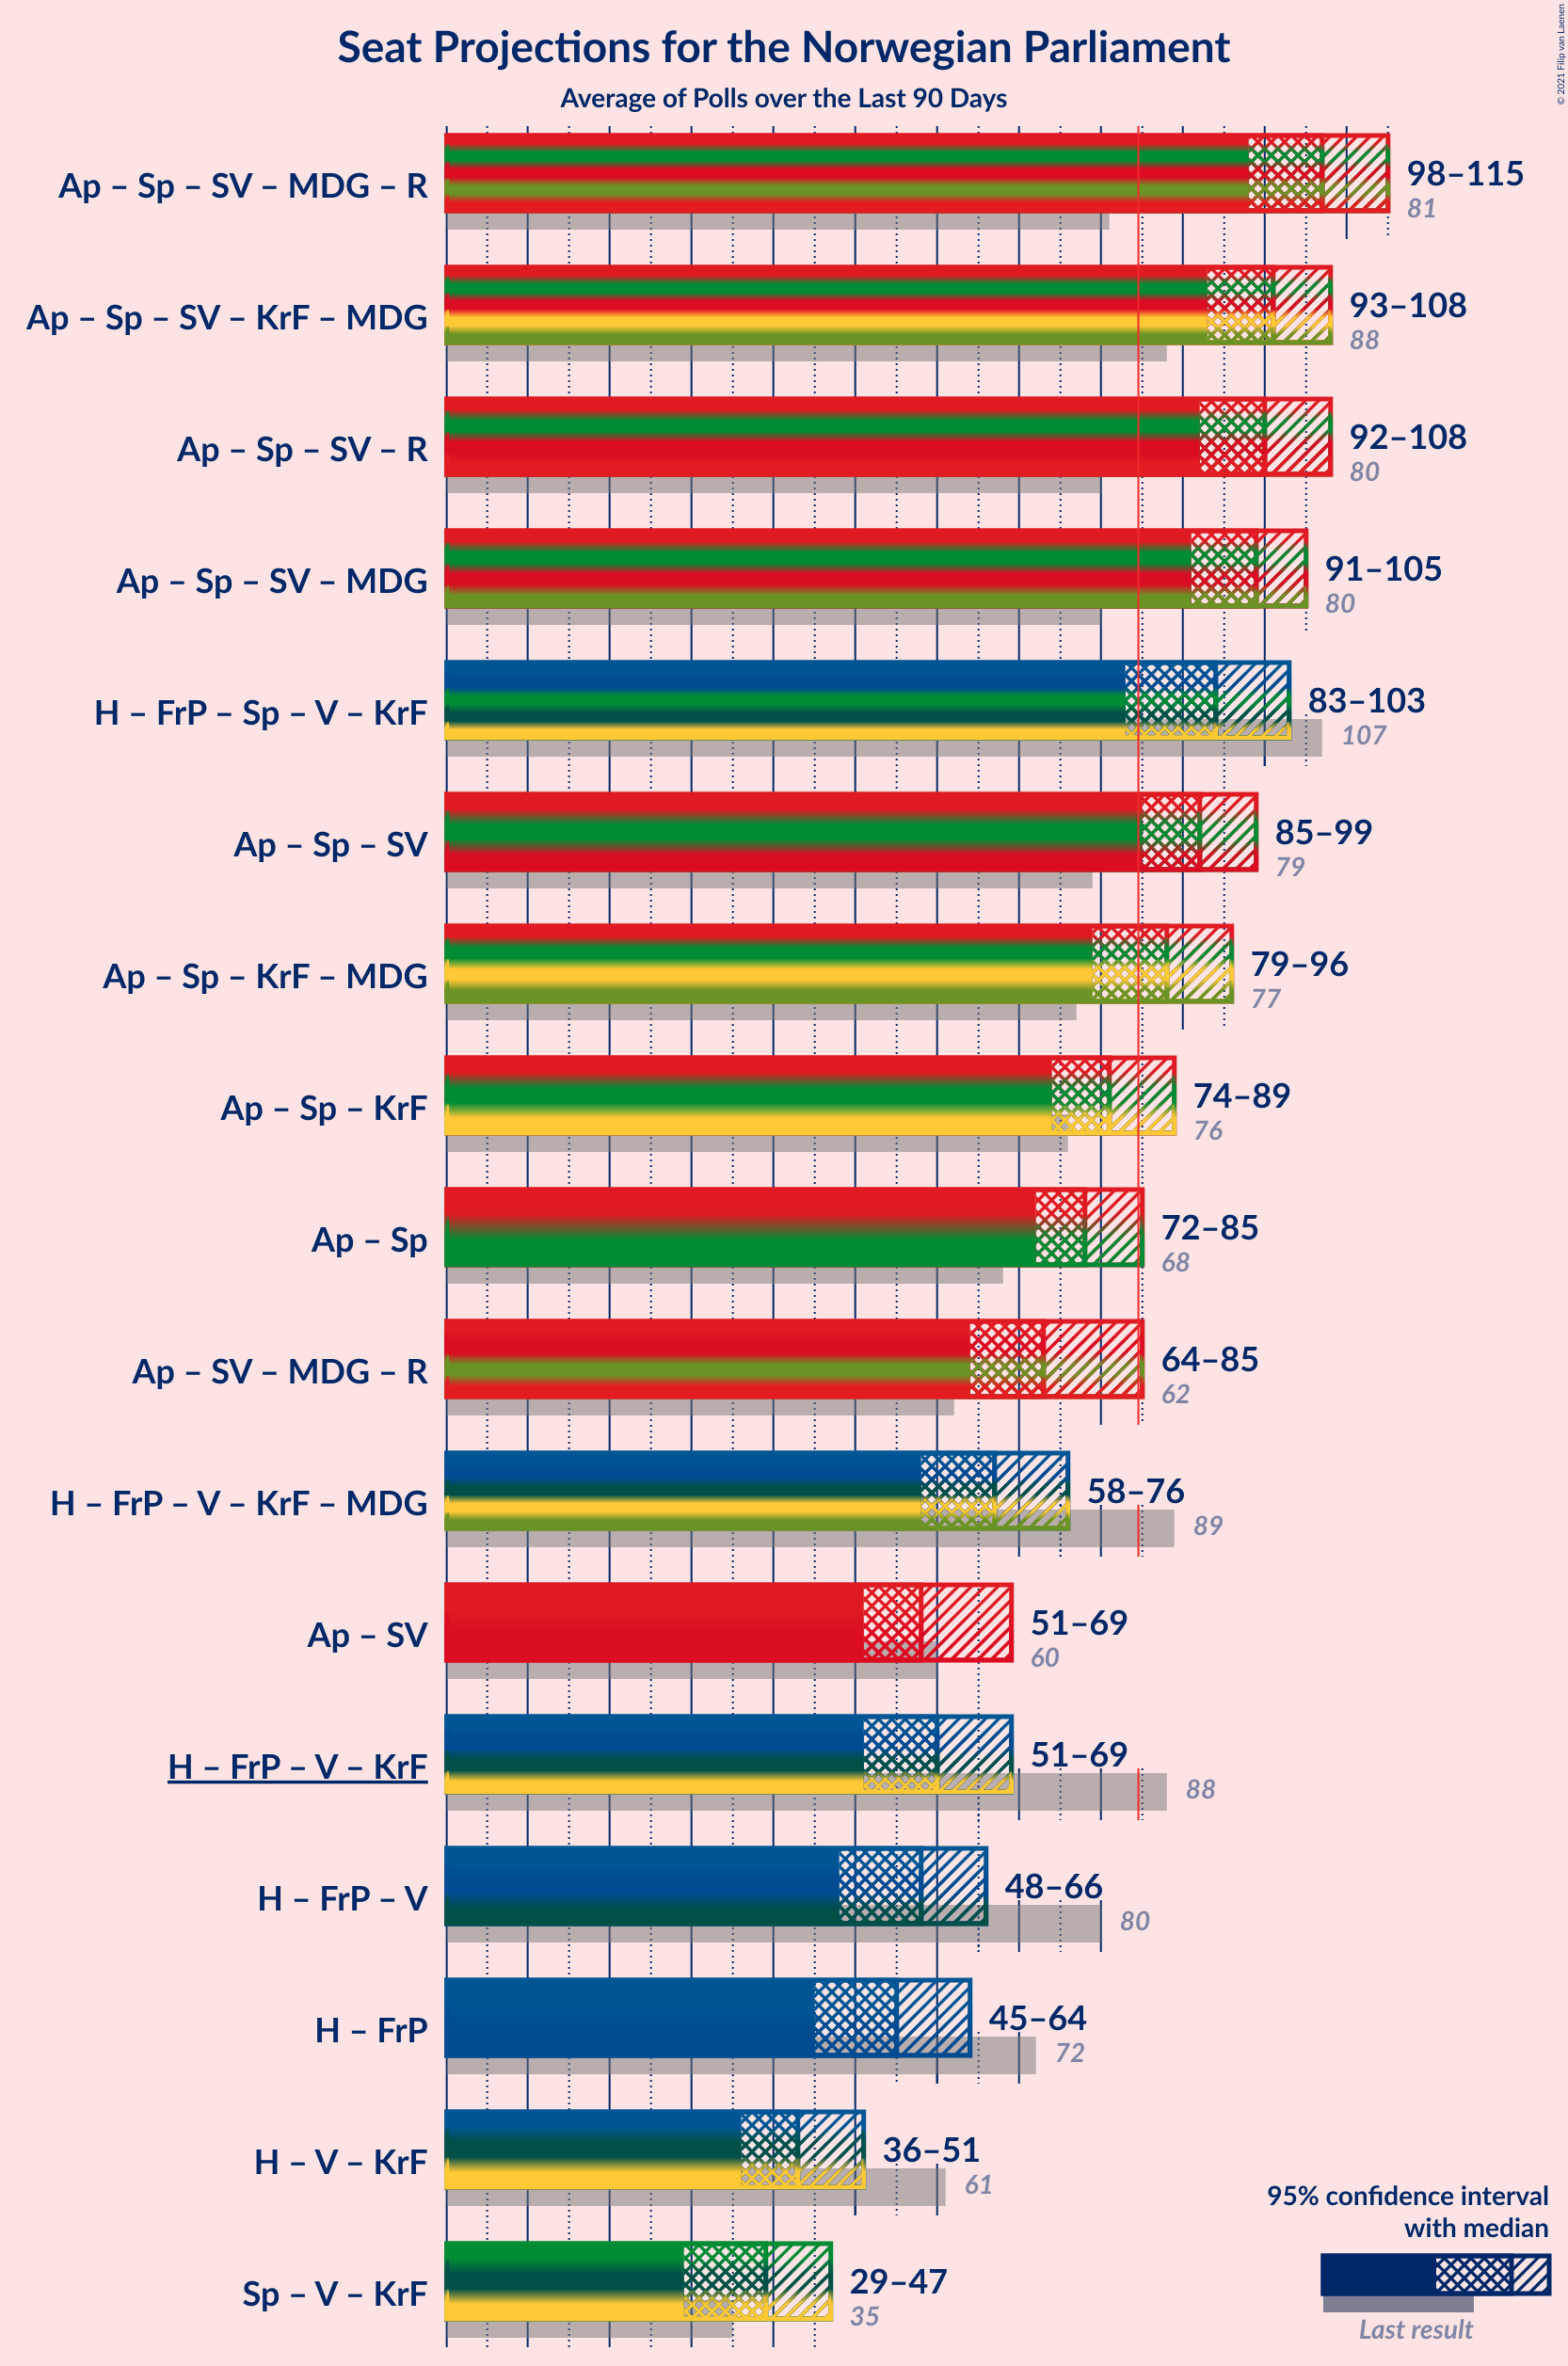 Seat Projections for the Norwegian Parliament
Average of Polls over the Last 90 Days
© 2021 Filip van Laenen
Ap – Sp – SV – MDG – R
98–115
81
Ap – Sp – SV – KrF – MDG
93–108
88
Ap – Sp – SV – R
92–108
80
Ap – Sp – SV – MDG
91–105
80
H – FrP – Sp – V – KrF
83–103
107
Ap – Sp – SV
85–99
79
Ap – Sp – KrF – MDG
79–96
77
Ap – Sp – KrF
74–89
76
Ap – Sp
72–85
68
Ap – SV – MDG – R
64–85
62
H – FrP – V – KrF – MDG
58–76
89
Ap – SV
51–69
60
H – FrP – V – KrF
51–69
88
H – FrP – V
48–66
80
H – FrP
45–64
72
H – V – KrF
36–51
61
Sp – V – KrF
29–47
35
95% confidence interval
with median
Last result